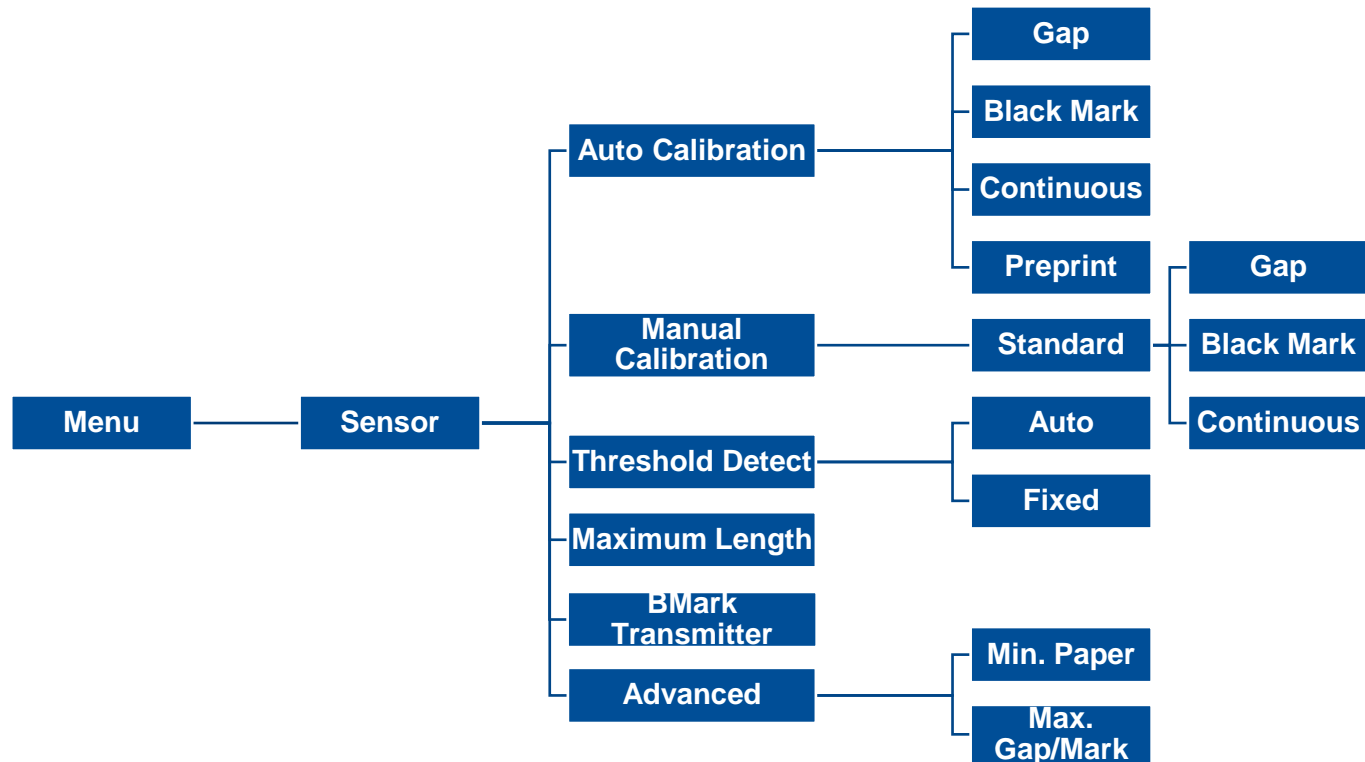 Gap
Black Mark
Auto Calibration
Continuous
Preprint
Gap
Manual
Calibration
Standard
Black Mark
Menu
Sensor
Auto
Continuous
Threshold Detect
Fixed
Maximum Length
BMark
Transmitter
Min. Paper
Advanced
Max.
Gap/Mark